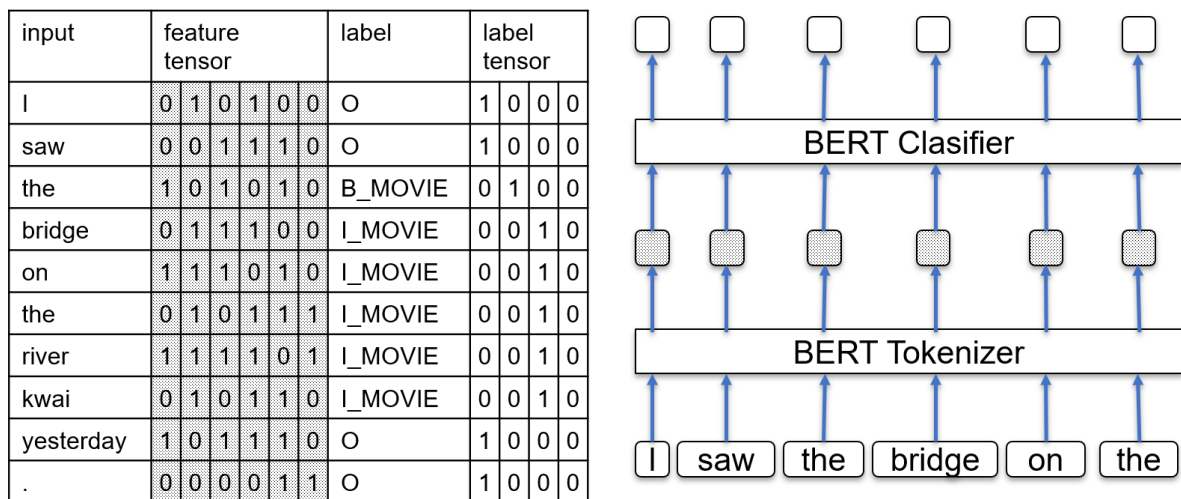 input feature tensor label label tensor
I 0 1 0 1 0 0 O 1 0 0 0
saw 0 0 1 1 1 0 O 1 0 0 0
the 1 0 1 0 1 0 B_MOVIE 0 1 0 0
bridge 0 1 1 1 0 0 I_MOVIE 0 0 1 0
on 1 1 1 0 1 0 I_MOVIE 0 0 1 0
the 0 1 0 1 1 1 I_MOVIE 0 0 1 0
river 1 1 1 1 0 1 I_MOVIE 0 0 1 0
kwai 0 1 0 1 1 0 I_MOVIE 0 0 1 0
yesterday 1 0 1 1 1 0 O 1 0 0 0
. 0 0 0 0 1 1 O 1 0 0 0
BERT Clasifier
BERT Tokenizer
I saw the bridge on the